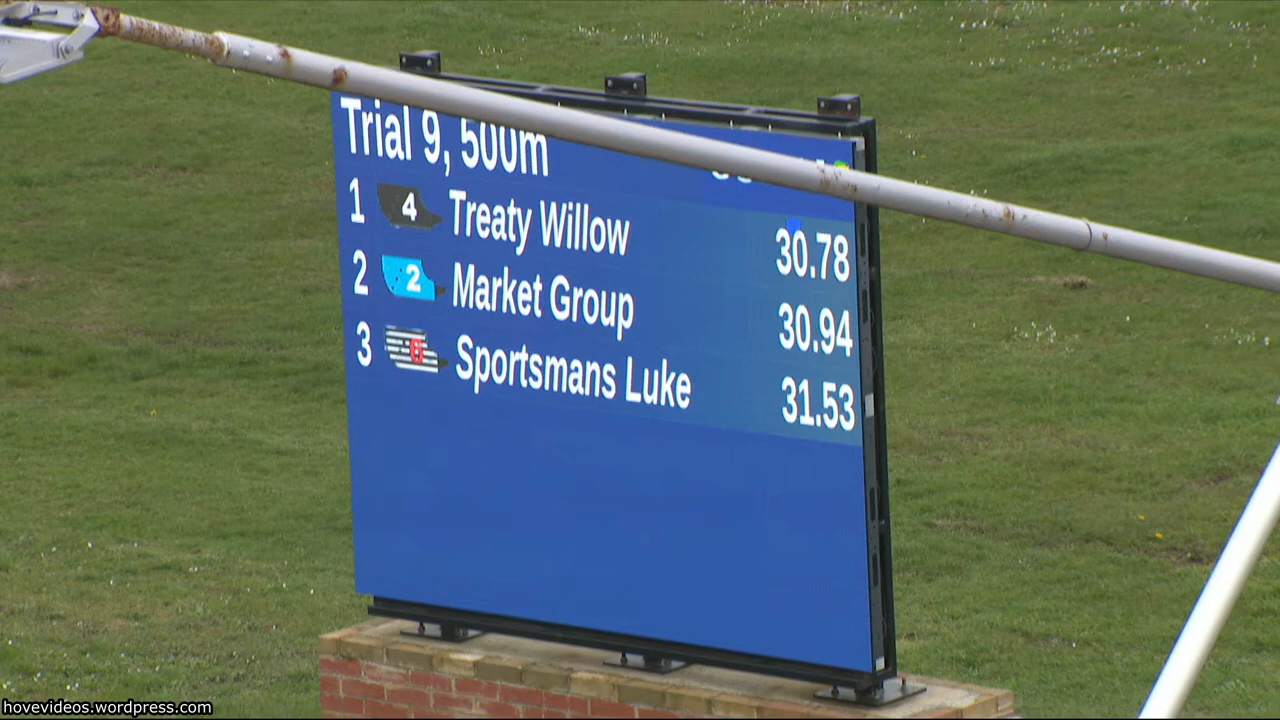 Trial 9, 500m
1 4 Treaty Willow 30.78
2 2 Market Group 30.94
3 6 Sportsmans Luke 31.53
hovevideos.wordpress.com